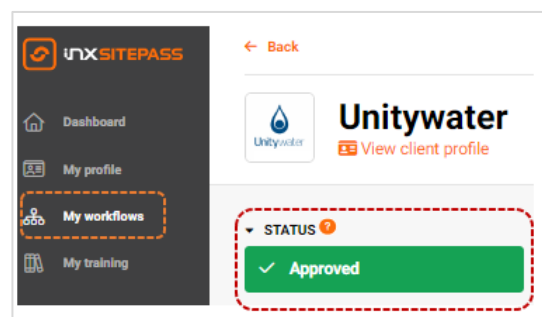 INXSITEPASS
Dashboard
My profile
My workflows
My training
← Back
Unitywater
Unitywater
View client profile
STATUS ?
Approved